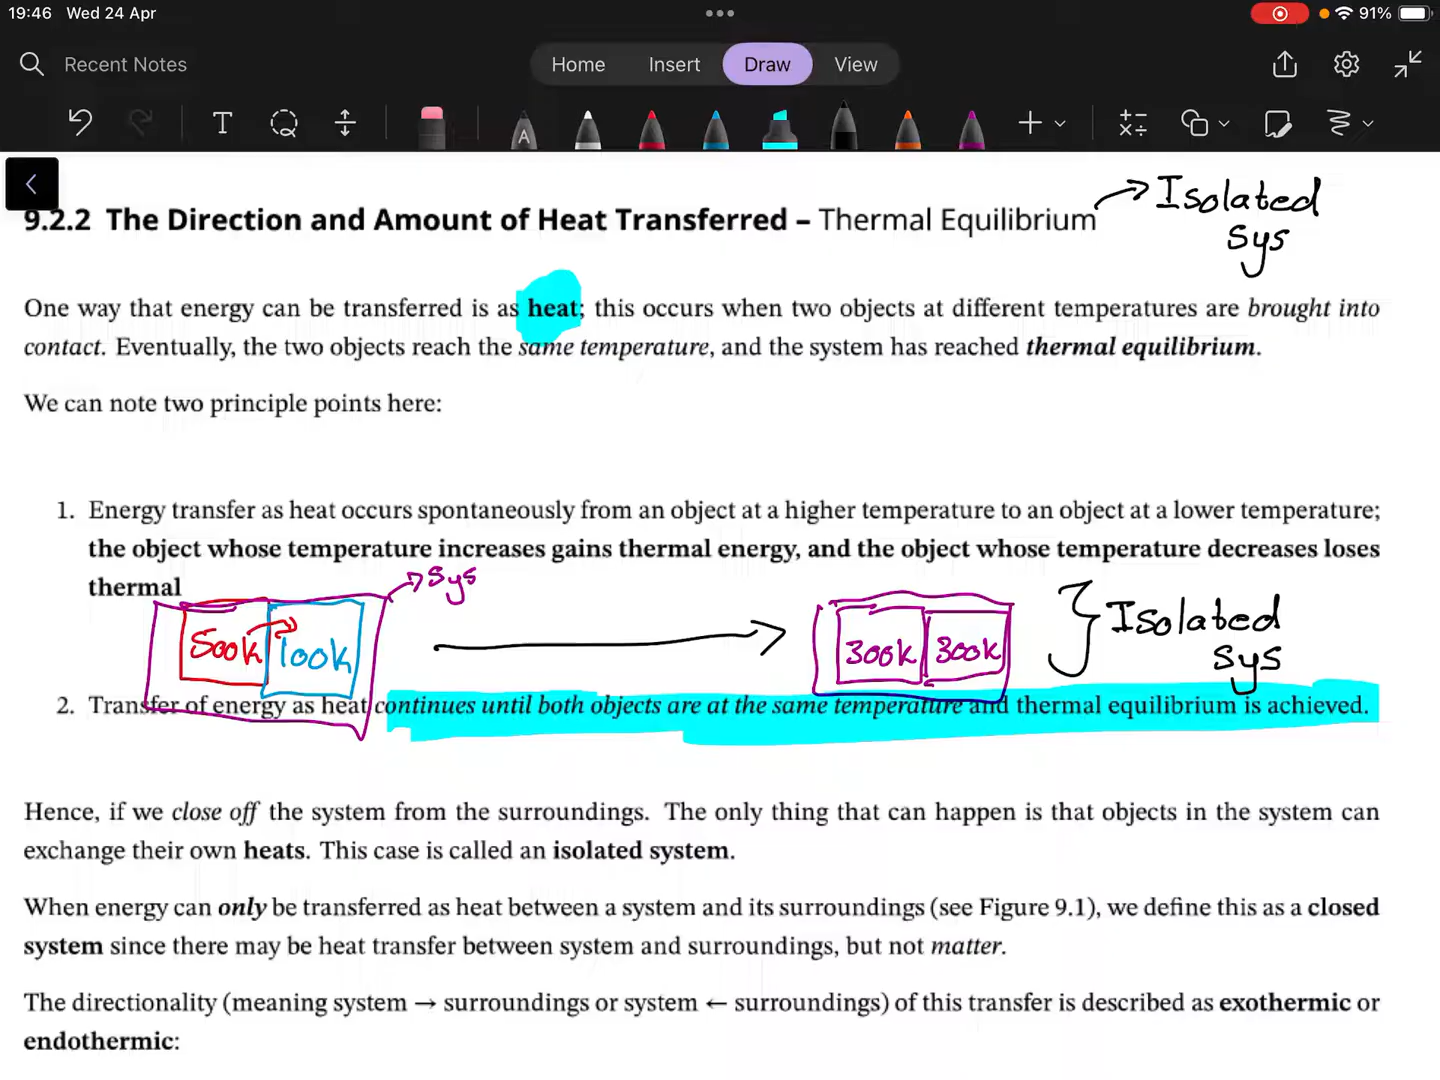 19:46 Wed 24 Apr
91%
Recent Notes
Home Insert Draw View
T
A
9.2.2 The Direction and Amount of Heat Transferred – Thermal Equilibrium
Isolated
Sys
One way that energy can be transferred is as heat; this occurs when two objects at different temperatures are brought into
contact. Eventually, the two objects reach the same temperature, and the system has reached thermal equilibrium.
We can note two principle points here:
1. Energy transfer as heat occurs spontaneously from an object at a higher temperature to an object at a lower temperature;
the object whose temperature increases gains thermal energy, and the object whose temperature decreases loses
thermal
Sys
500k 100k
300k 300k
Isolated
Sys
2. Transfer of energy as heat continues until both objects are at the same temperature and thermal equilibrium is achieved.
Hence, if we close off the system from the surroundings. The only thing that can happen is that objects in the system can
exchange their own heats. This case is called an isolated system.
When energy can only be transferred as heat between a system and its surroundings (see Figure 9.1), we define this as a closed
system since there may be heat transfer between system and surroundings, but not matter.
The directionality (meaning system → surroundings or system ← surroundings) of this transfer is described as exothermic or
endothermic: